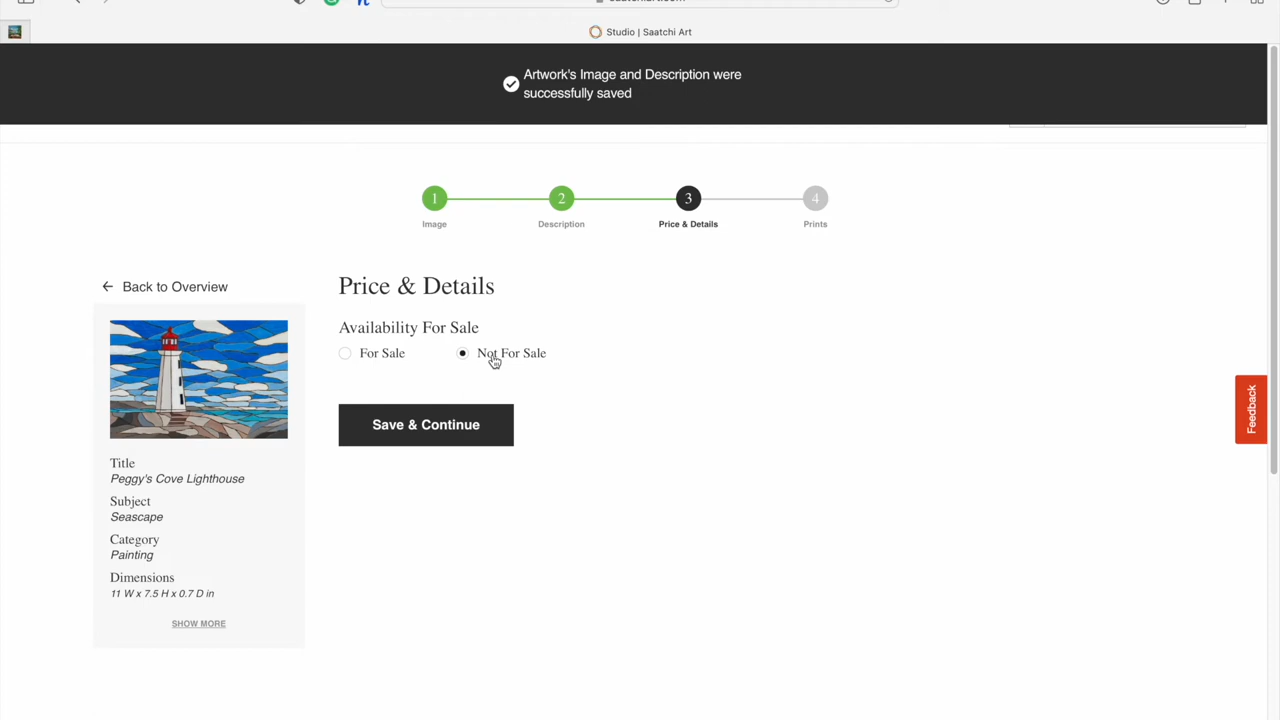 Studio | Saatchi Art
Artwork's Image and Description were
successfully saved
1
2
3
4
Image
Description
Price & Details
Prints
Back to Overview
Price & Details
Availability For Sale
For Sale
Not For Sale
Save & Continue
Feedback
Title
Peggy's Cove Lighthouse
Subject
Seascape
Category
Painting
Dimensions
11 W x 7.5 H x 0.7 D in
SHOW MORE